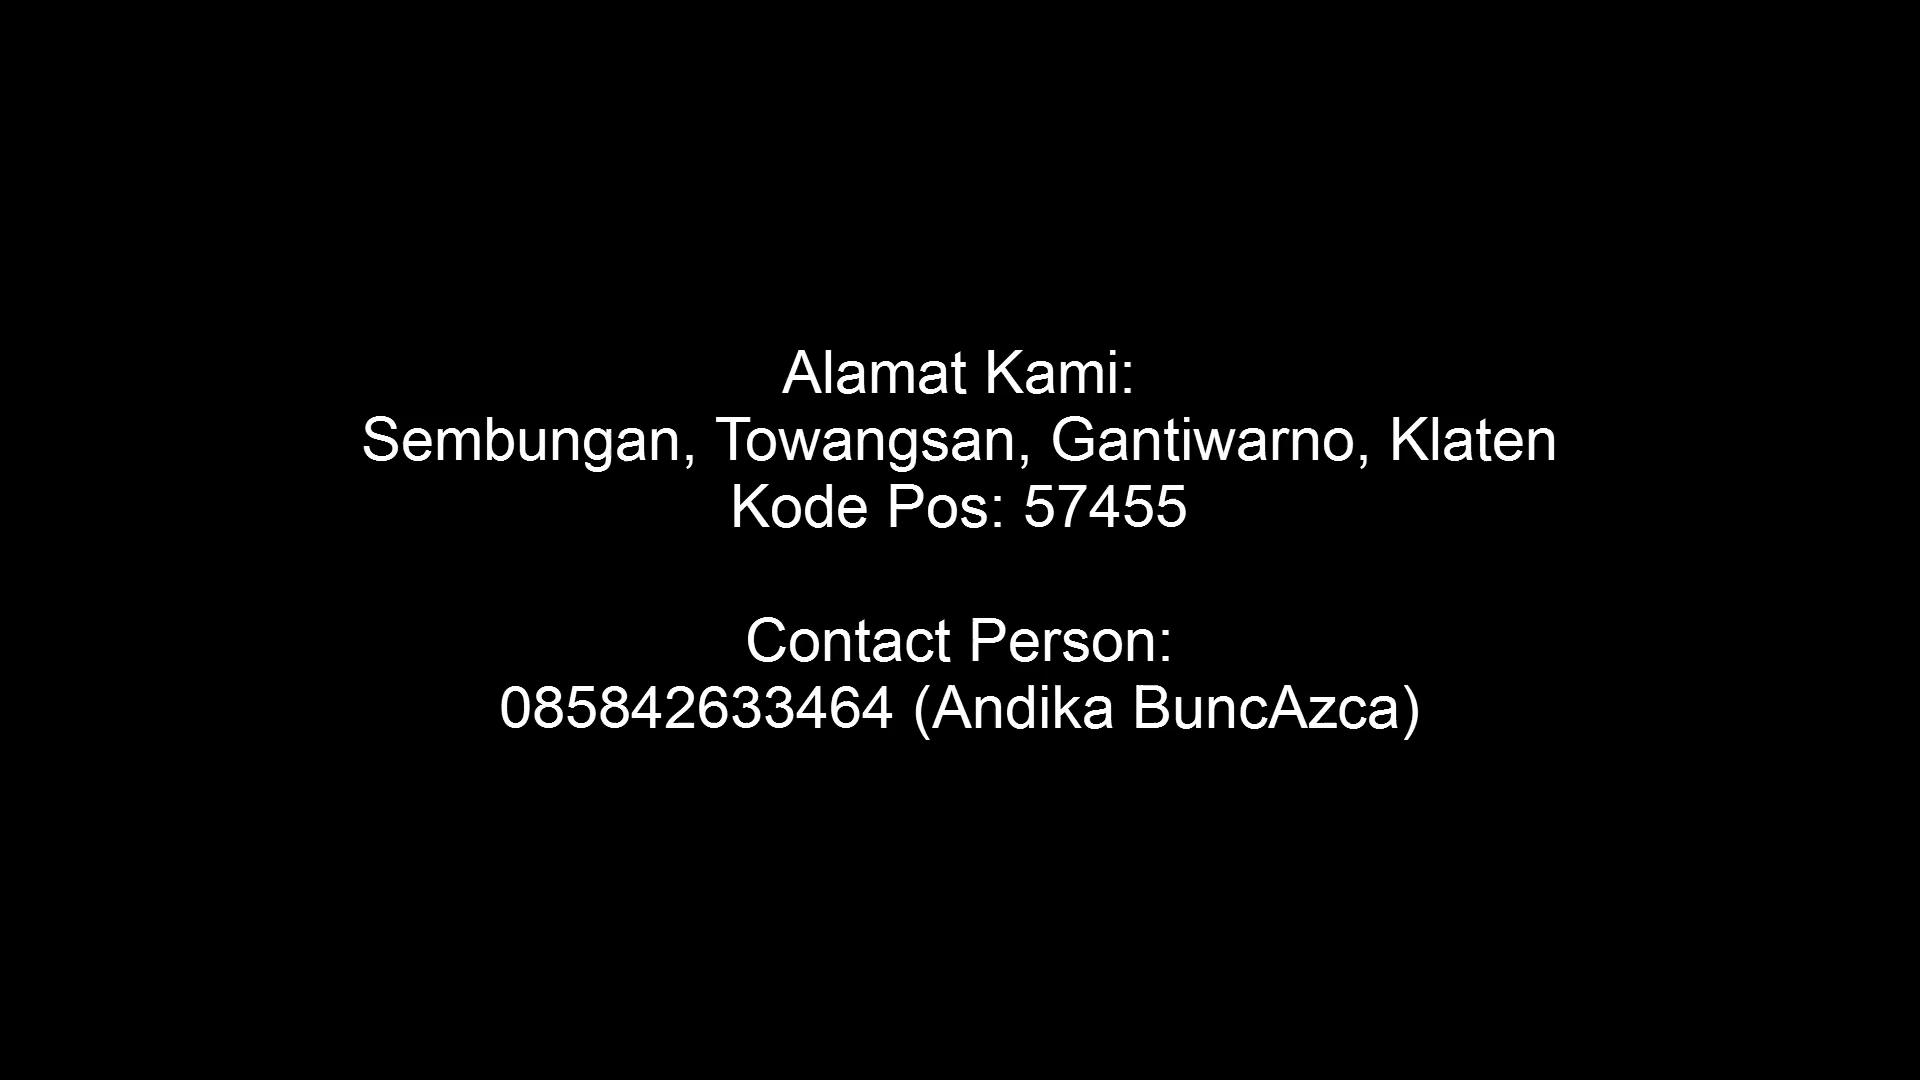 Alamat Kami:
Sembungan, Towangsan, Gantiwarno, Klaten
Kode Pos: 57455
Contact Person:
085842633464 (Andika BuncAzca)